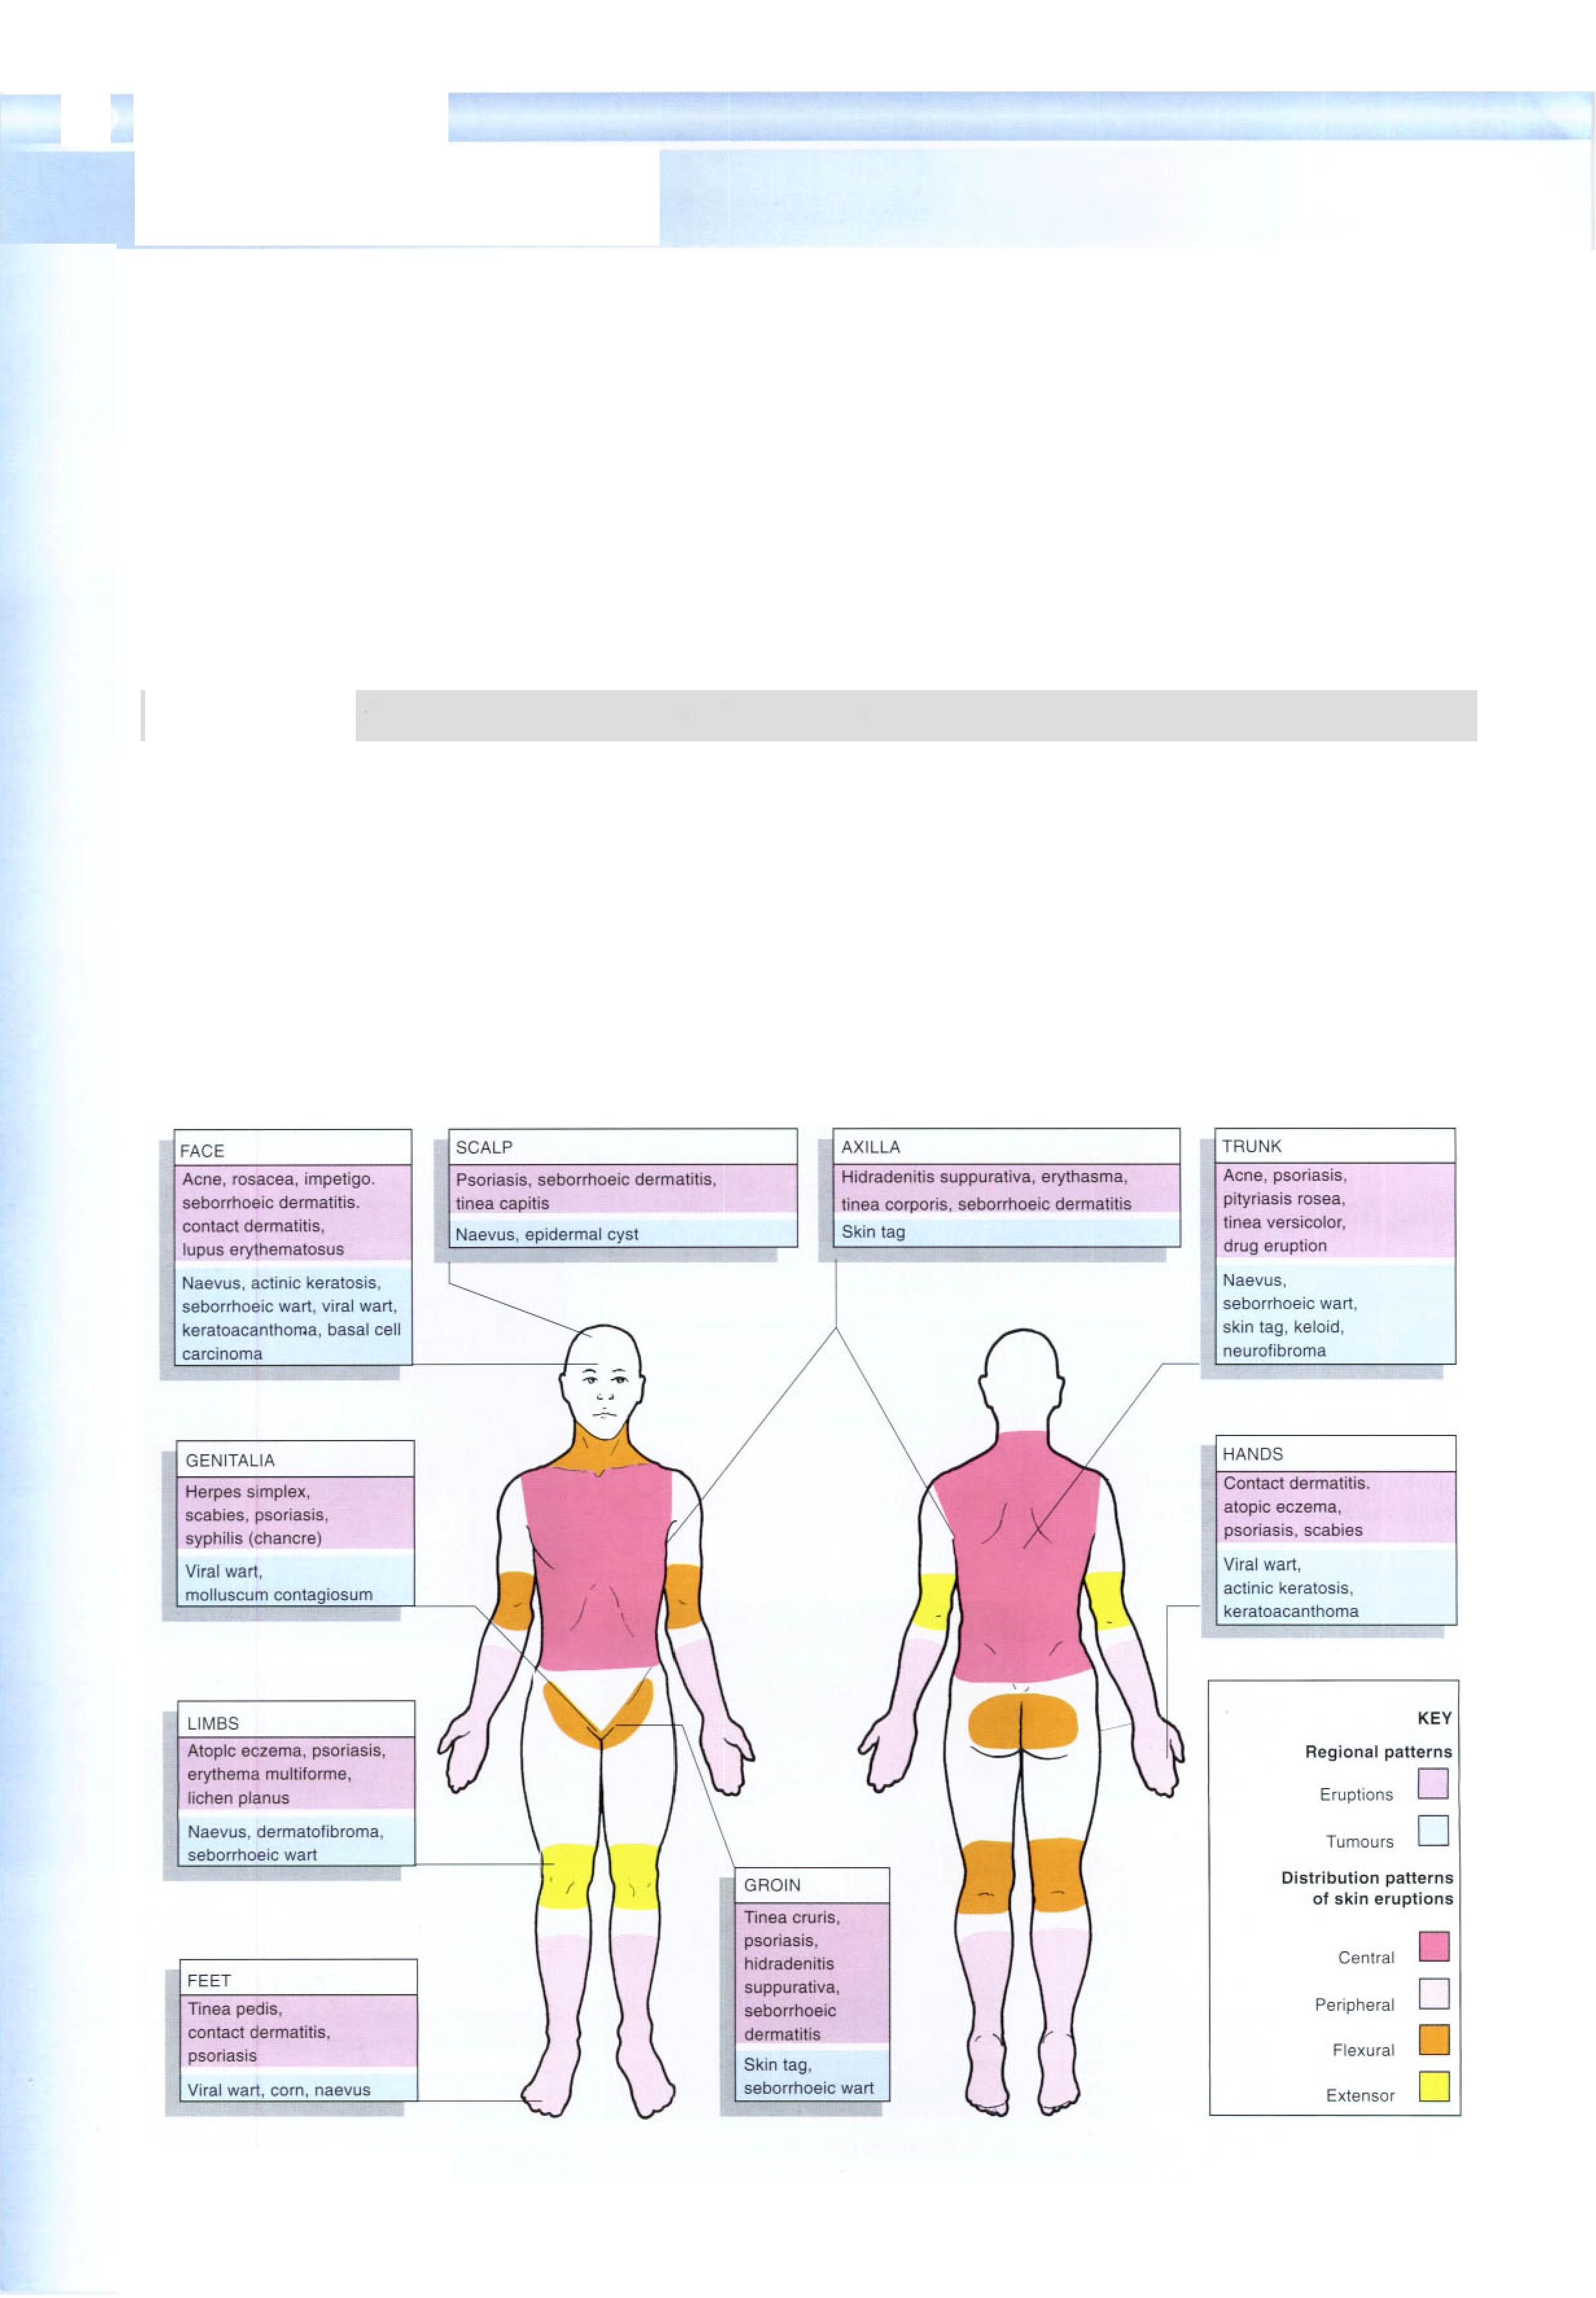 FACE
Acne, rosacea, impetigo.
seborrhoeic dermatitis.
contact dermatitis,
lupus erythematosus
Naevus, actinic keratosis,
seborrhoeic wart, viral wart,
keratoacanthoma, basal cell
carcinoma
SCALP
Psoriasis, seborrhoeic dermatitis,
tinea capitis
Naevus, epidermal cyst
AXILLA
Hidradenitis suppurativa, erythasma,
tinea corporis, seborrhoeic dermatitis
Skin tag
TRUNK
Acne, psoriasis,
pityriasis rosea,
tinea versicolor,
drug eruption
Naevus,
seborrhoeic wart,
skin tag, keloid,
neurofibroma
GENITALIA
Herpes simplex,
scabies, psoriasis,
syphilis (chancre)
Viral wart,
molluscum contagiosum
HANDS
Contact dermatitis.
atopic eczema,
psoriasis, scabies
Viral wart,
actinic keratosis,
keratoacanthoma
LIMBS
Atopic eczema, psoriasis,
erythema multiforme,
lichen planus
Naevus, dermatofibroma,
seborrhoeic wart
GROIN
Tinea cruris,
psoriasis,
hidradenitis
suppurativa,
seborrhoeic
dermatitis
Skin tag,
seborrhoeic wart
FEET
Tinea pedis,
contact dermatitis,
psoriasis
Viral wart, corn, naevus
KEY
Regional patterns
Eruptions
Tumours
Distribution patterns
of skin eruptions
Central
Peripheral
Flexural
Extensor